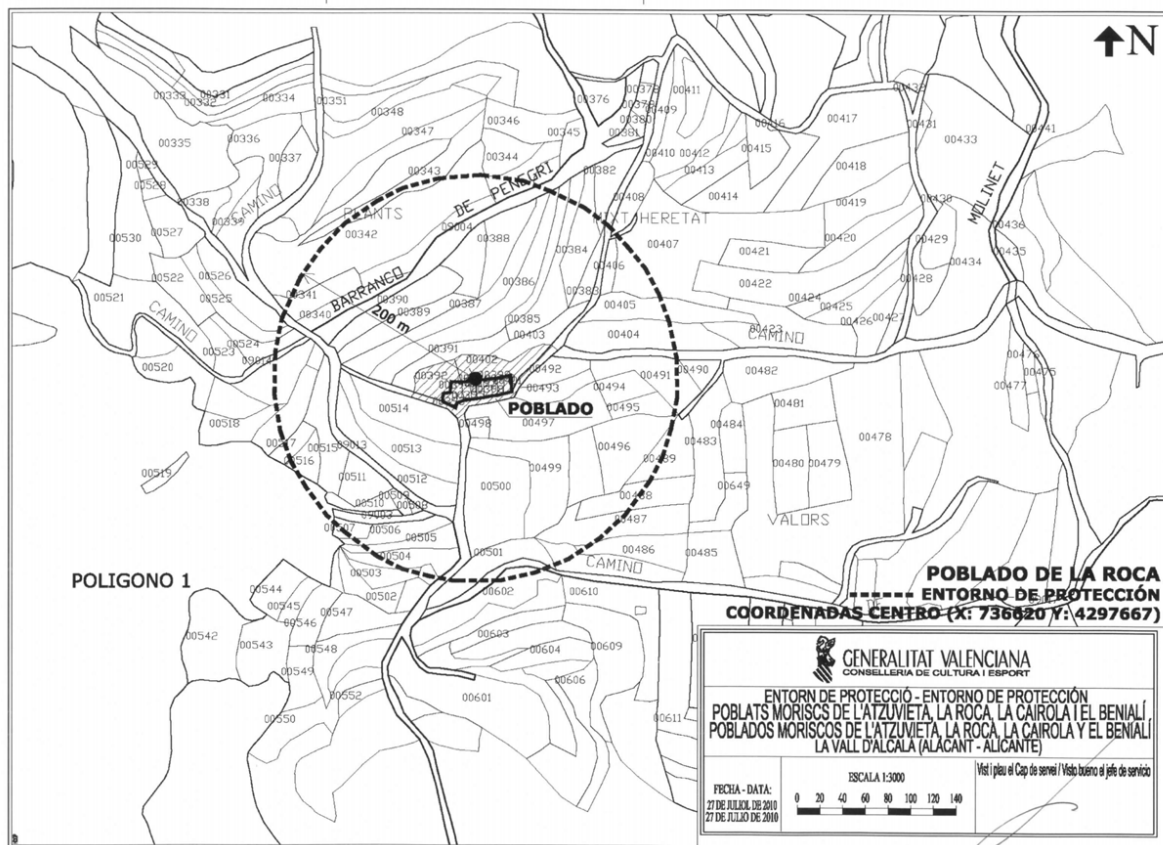 N
00333 00331 00334 00351
00332
00348
00376 00378 00411
00379 00409
00380
00381
00432
00335 00336 00347 00346 00345 00416 00417 00431 00433 00441
00337 00344 00410 00412 00415
00529 00343 00382 00413 00418
00528
00338 CAMINO DE PENEGRI 00408 00414 00419 00430 MOLINET
00339 PLANTS 09004 00436
00530 00527 00342 00388 00384 00407 00421 00420 00429 00435
00522 00526 00386 00406 00422 00434
00521 00525 00341 BARRANCO 00390 00387 00383 00405 00424 00428
00340 00389 00425
CAMINO 200 m 00385 00426 00427
00524 00403 00404 00423
00523 00391 CAMINO
00520 00402 00492 00491 00490 00482
00392 00493 00494
00514 POBLADO 00495 00481
00518 00498 00497 00484
00515 09013 00513 00496 00483 00478
00516 00499 00480 00479
00519 00511 00512 00500 00649
00510 00508
00506 00487 VALORS
00505
00504 00501 00486 00485
00503 CAMINO
POLIGONO 1
00544 00502 00602 00610
00545 00547
00546
00542 00543 00548 00603 00604 00609
00549 00606
00552 00601
00550 00611
00476 00475
00477
POBLADO DE LA ROCA
ENTORNO DE PROTECCIÓN
COORDENADAS CENTRO (X: 736620 Y: 4297667)
GENERALITAT VALENCIANA
CONSELLERIA DE CULTURA I ESPORT
ENTORN DE PROTECCIÓ - ENTORNO DE PROTECCIÓN
POBLATS MORISCS DE L'ATZUVIETA, LA ROCA, LA CAIROLA I EL BENIALÍ
POBLADOS MORISCOS DE L'ATZUVIETA, LA ROCA, LA CAIROLA Y EL BENIALÍ
LA VALL D'ALCALÀ (ALACANT - ALICANTE)
FECHA - DATA:
27 DE JULIOL DE 2010
27 DE JULIO DE 2010
ESCALA 1:3000
0 20 40 60 80 100 120 140
Vist i plau el Cap de servei / Visto bueno el jefe de servicio